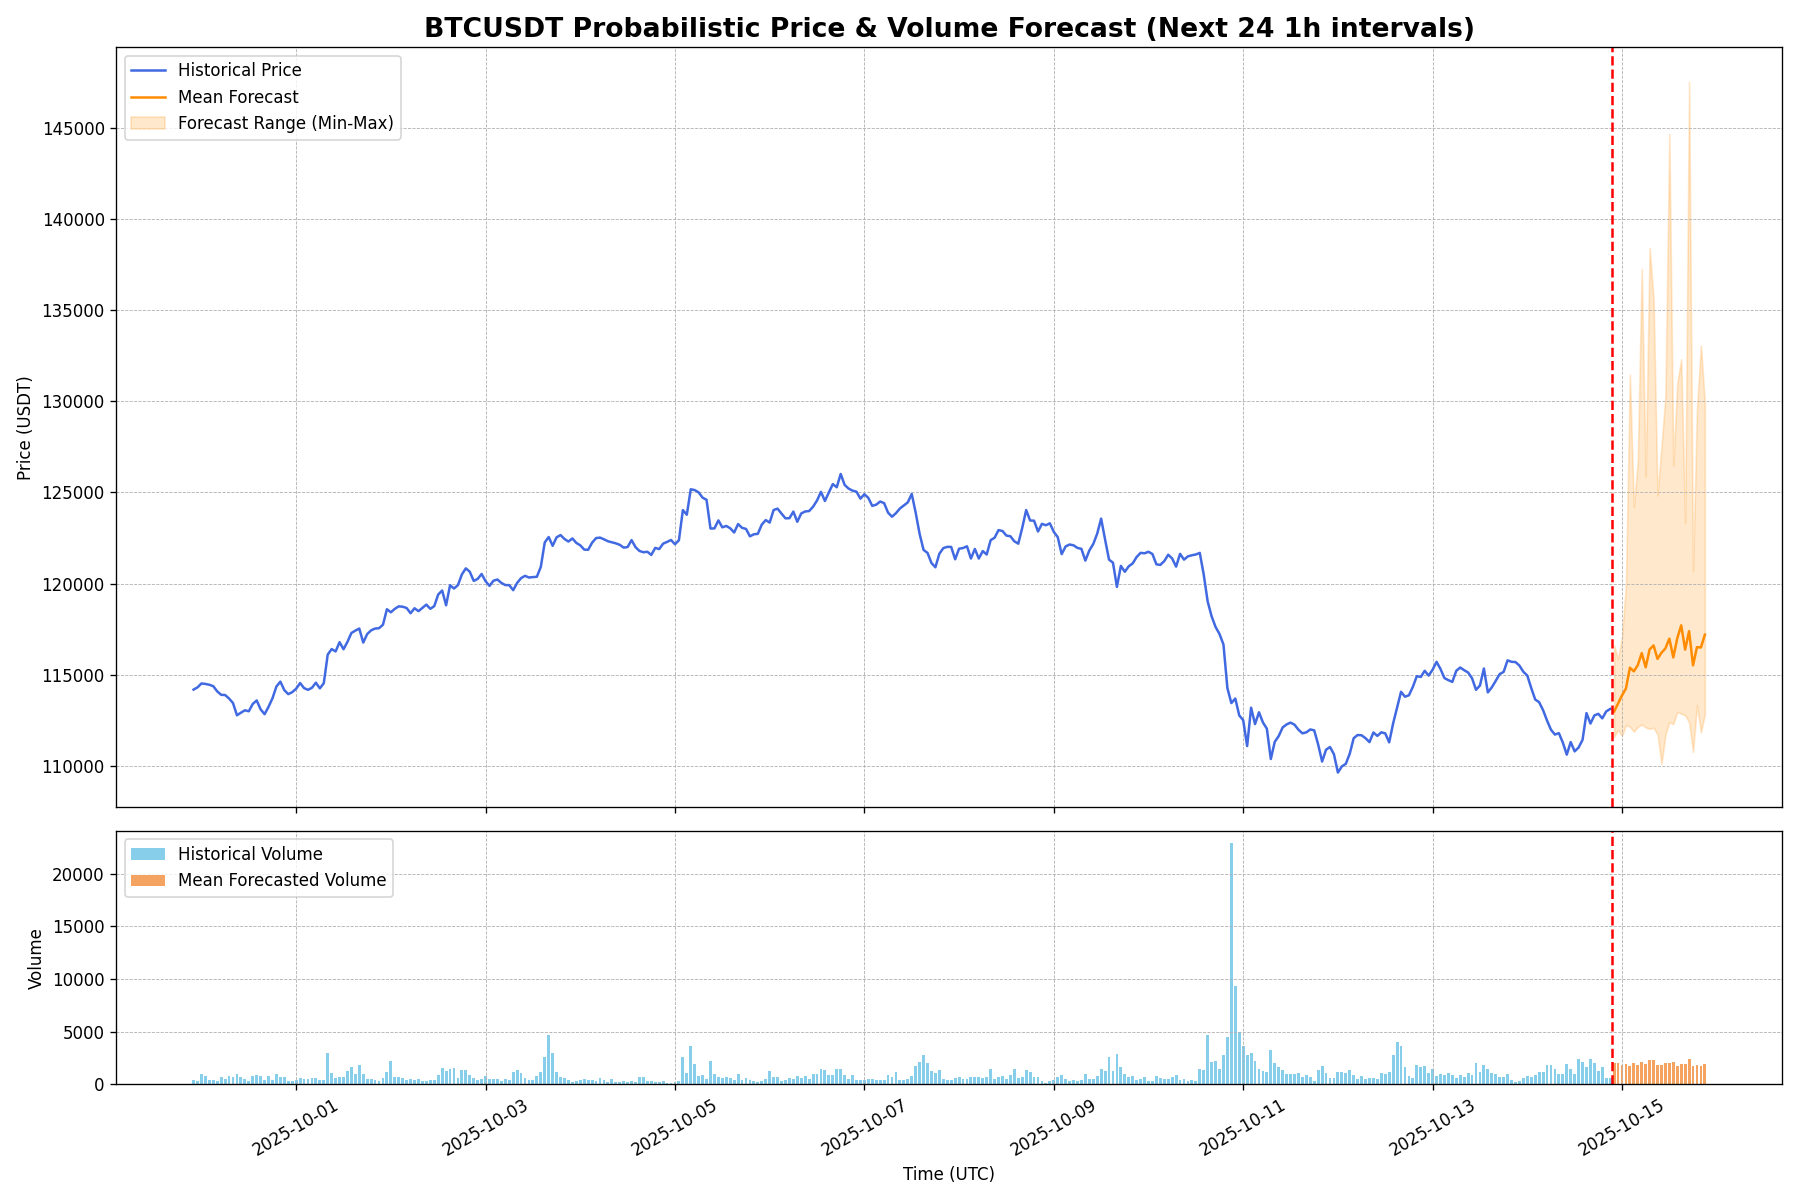 BTCUSDT Probabilistic Price & Volume Forecast (Next 24 1h intervals)
Historical Price
Mean Forecast
Forecast Range (Min-Max)
145000
140000
135000
130000
125000
120000
115000
110000
Price (USDT)
Historical Volume
Mean Forecasted Volume
20000
15000
10000
5000
0
Volume
2025-10-01
2025-10-03
2025-10-05
2025-10-07
2025-10-09
2025-10-11
2025-10-13
2025-10-15
Time (UTC)